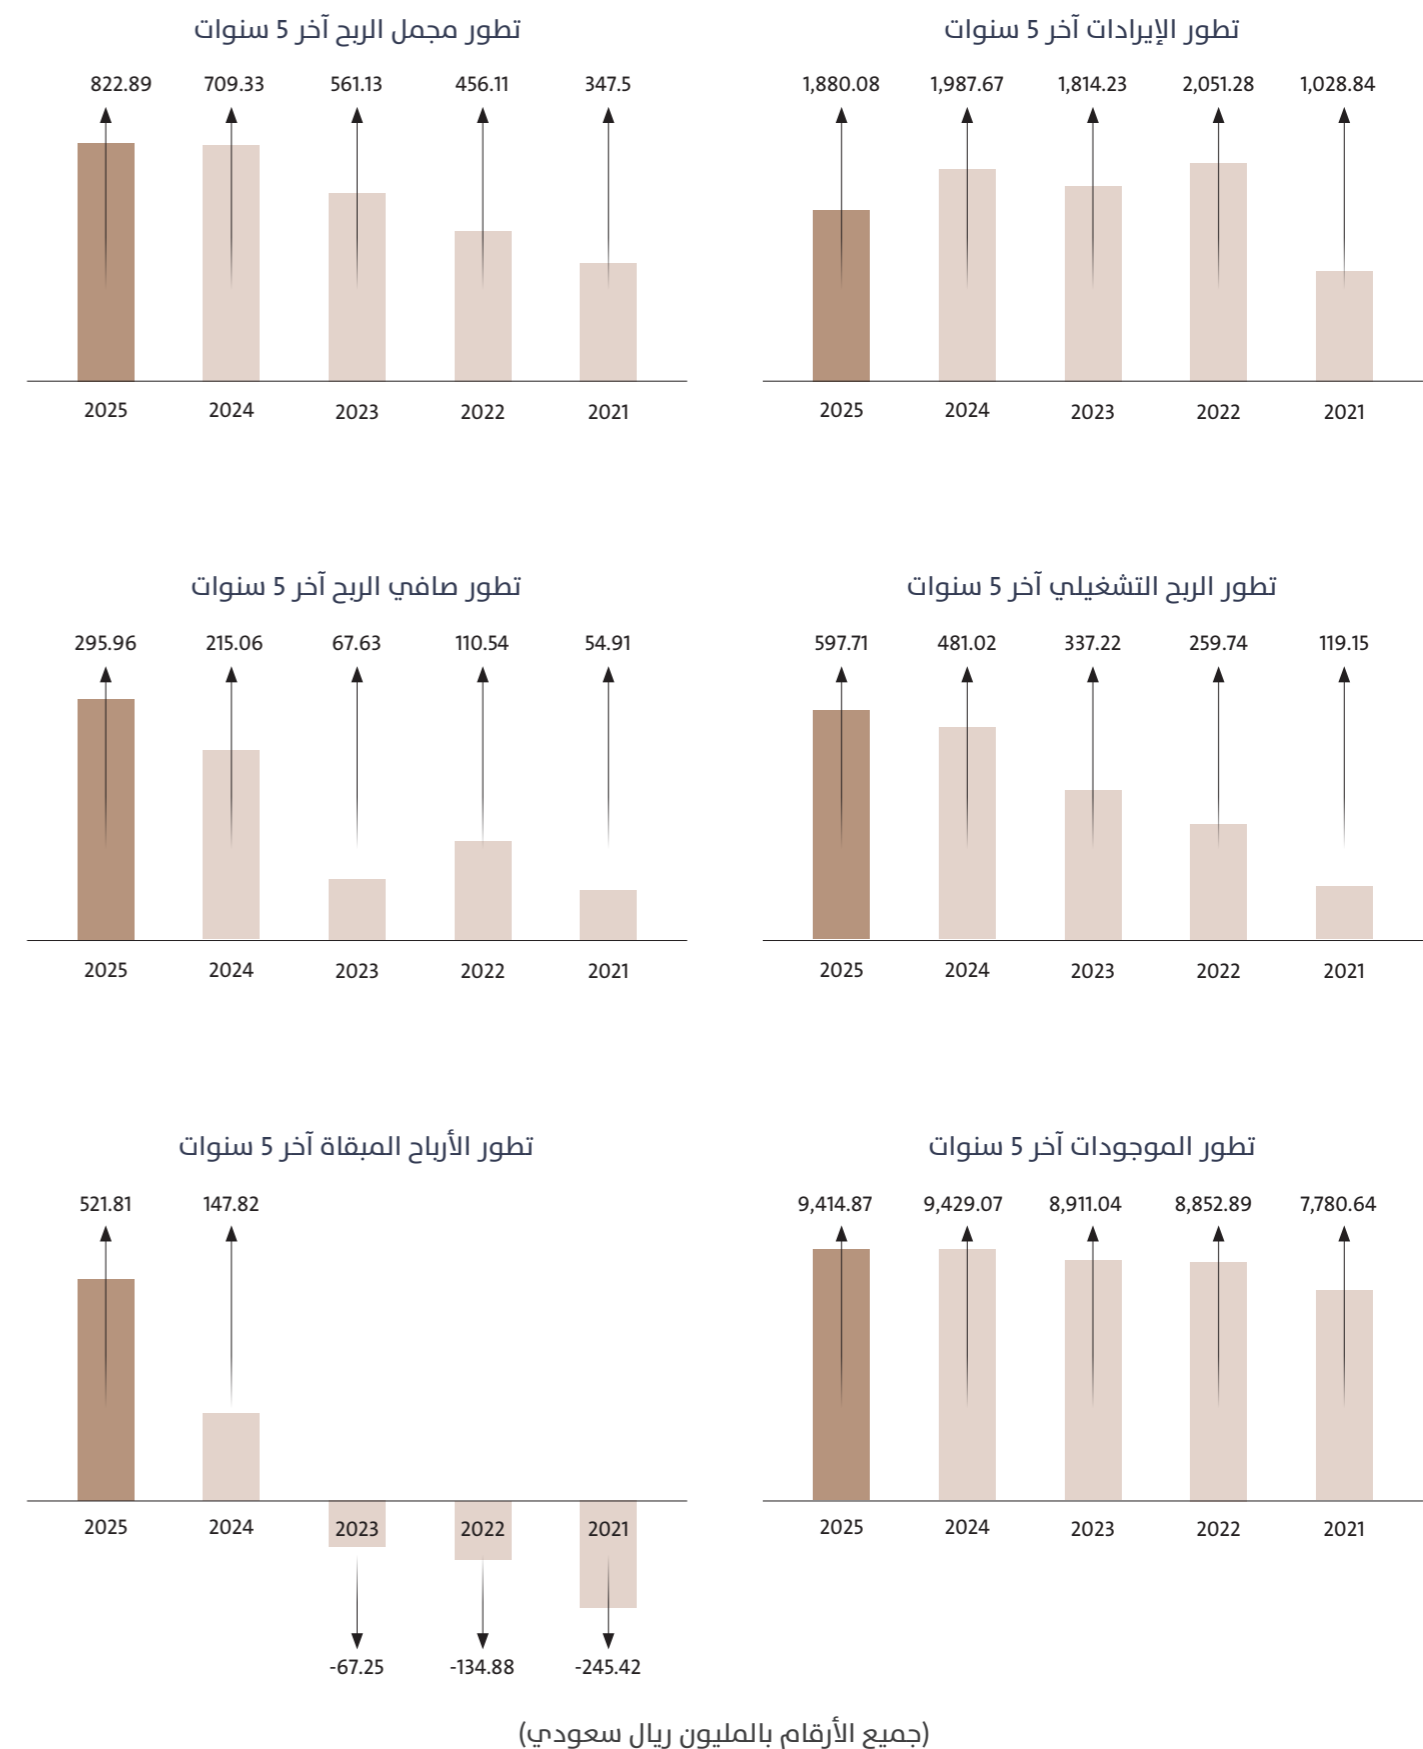 تطور الإيرادات آخر 5 سنوات
1,028.84 2,051.28 1,814.23 1,987.67 1,880.08
2021 2022 2023 2024 2025
تطور مجمل الربح آخر 5 سنوات
347.5 456.11 561.13 709.33 822.89
2021 2022 2023 2024 2025
تطور الربح التشغيلي آخر 5 سنوات
119.15 259.74 337.22 481.02 597.71
2021 2022 2023 2024 2025
تطور صافي الربح آخر 5 سنوات
54.91 110.54 67.63 215.06 295.96
2021 2022 2023 2024 2025
تطور الموجودات آخر 5 سنوات
7,780.64 8,852.89 8,911.04 9,429.07 9,414.87
2021 2022 2023 2024 2025
تطور الأرباح المبقاة آخر 5 سنوات
147.82 521.81
2021 2022 2023 2024 2025
-245.42 -134.88 -67.25
(جميع الأرقام بالمليون ريال سعودي)